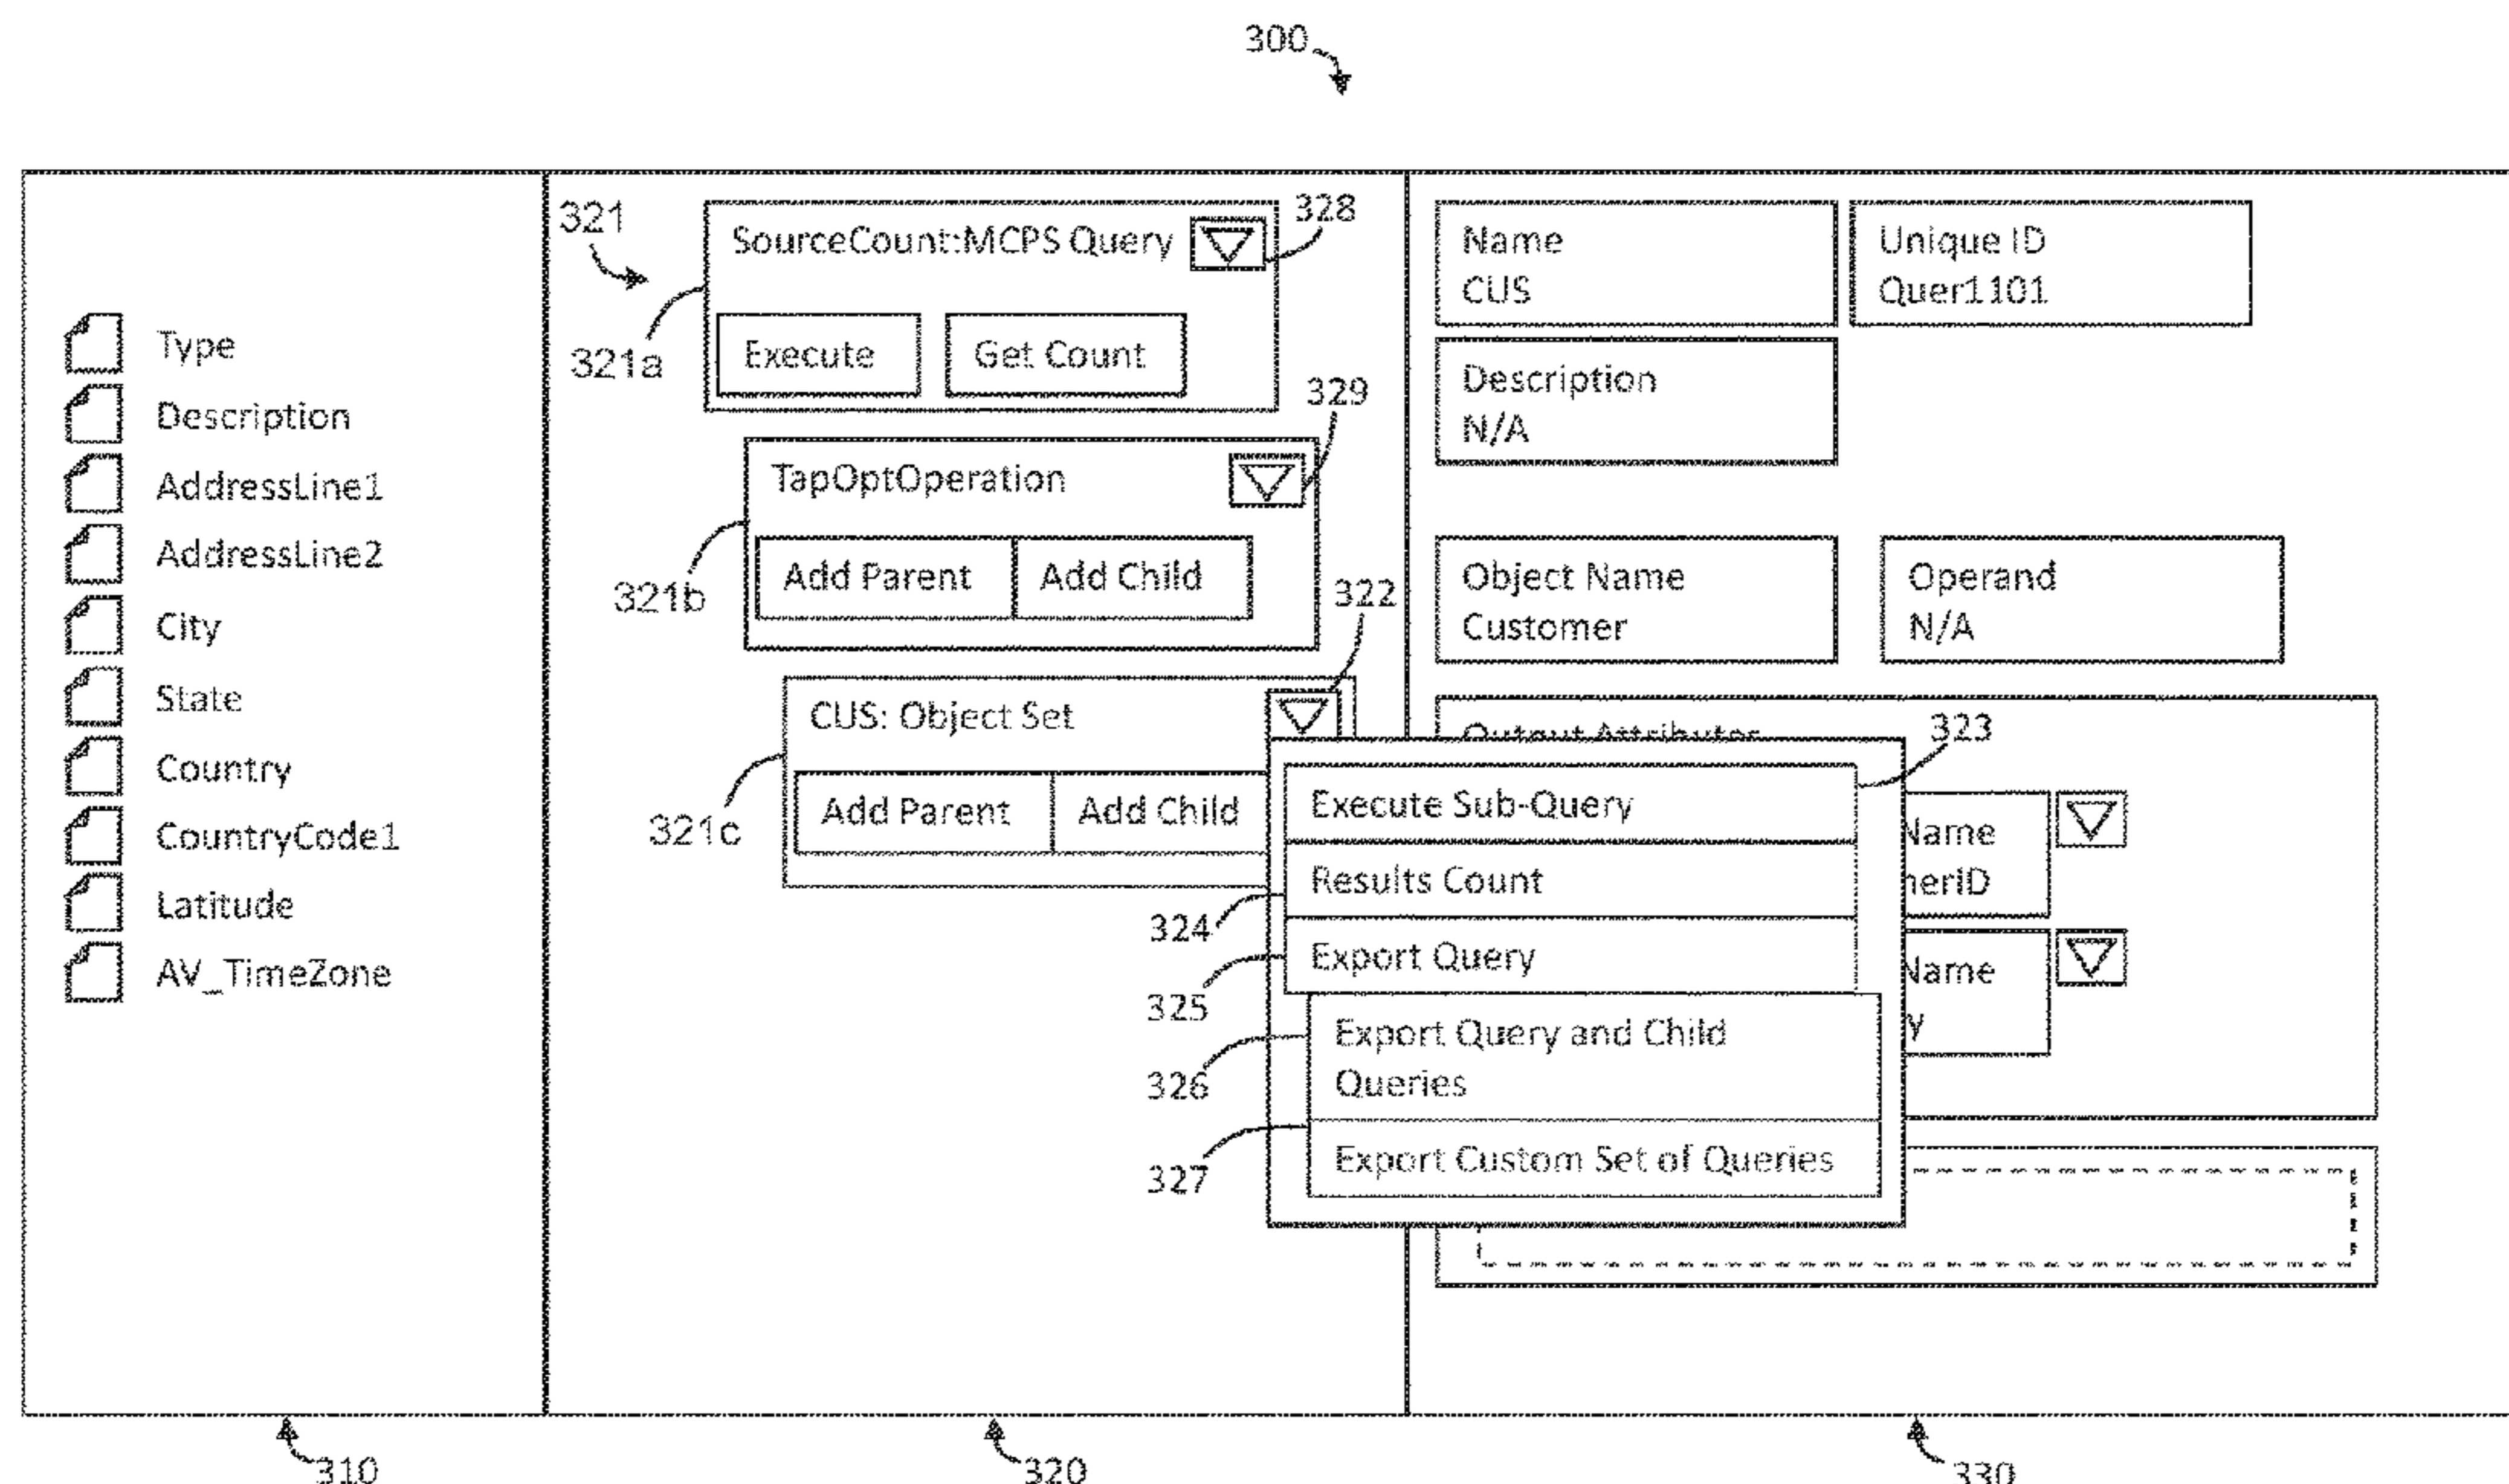 300
Type
Description
AddressLine1
AddressLine2
City
State
Country
CountryCode1
Latitude
AV_TimeZone
310
321
SourceCount:MCPS Query
328
321a
Execute
Get Count
329
TapOptOperation
321b
Add Parent
Add Child
322
CUS: Object Set
321c
Add Parent
Add Child
323
Execute Sub-Query
324
Results Count
325
Export Query
326
Export Query and Child
Queries
327
Export Custom Set of Queries
320
Name
CUS
Unique ID
Quer1101
Description
N/A
Object Name
Customer
Operand
N/A
Output Attributes
Name
nerID
Name
y
330